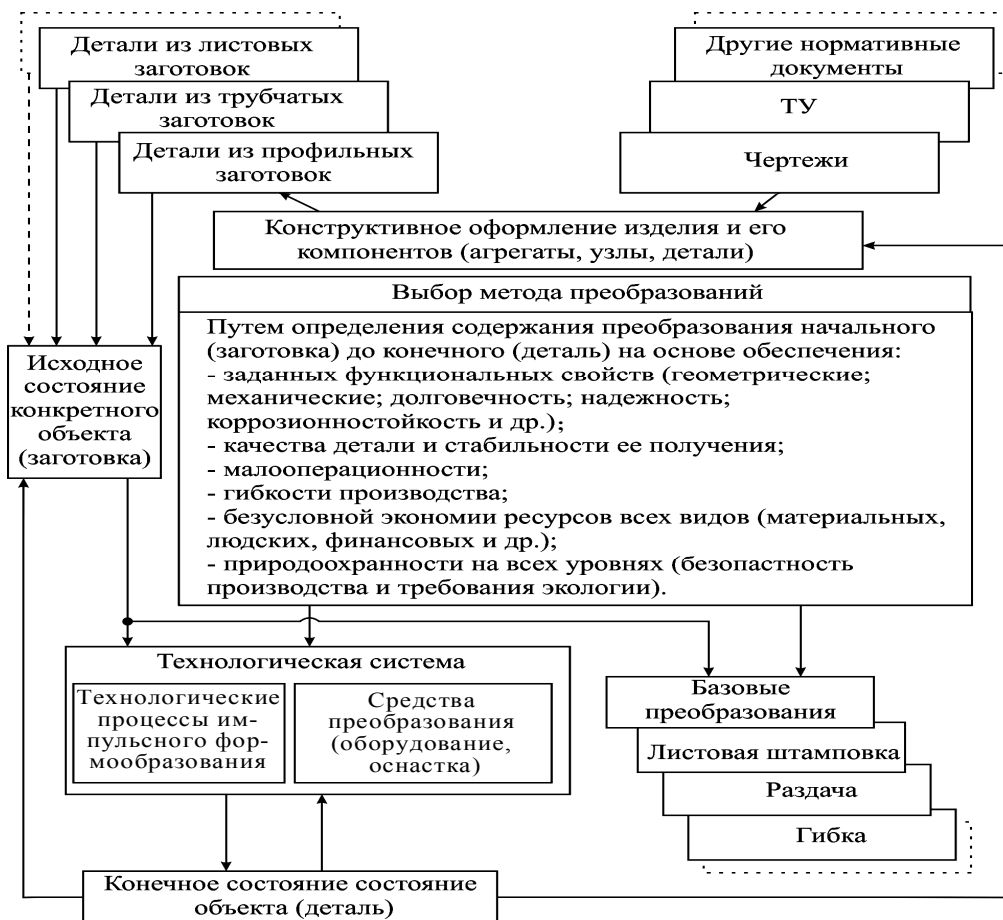 Детали из листовых
заготовок
Детали из трубчатых
заготовок
Детали из профильных
заготовок
Другие нормативные
документы
ТУ
Чертежи
Конструктивное оформление изделия и его
компонентов (агрегаты, узлы, детали)
Выбор метода преобразований
Путем определения содержания преобразования начального
(заготовка) до конечного (деталь) на основе обеспечения:
- заданных функциональных свойств (геометрические;
механические; долговечность; надежность;
коррозионностойкость и др.);
- качества детали и стабильности ее получения;
- малооперационности;
- гибкости производства;
- безусловной экономии ресурсов всех видов (материальных,
людских, финансовых и др.);
- природоохранности на всех уровнях (безопастность
производства и требования экологии).
Исходное
состояние
конкретного
объекта
(заготовка)
Технологическая система
Технологические
процессы им-
пульсного фор-
мообразования
Средства
преобразования
(оборудование,
оснастка)
Базовые
преобразования
Листовая штамповка
Раздача
Гибка
Конечное состояние состояние
объекта (деталь)